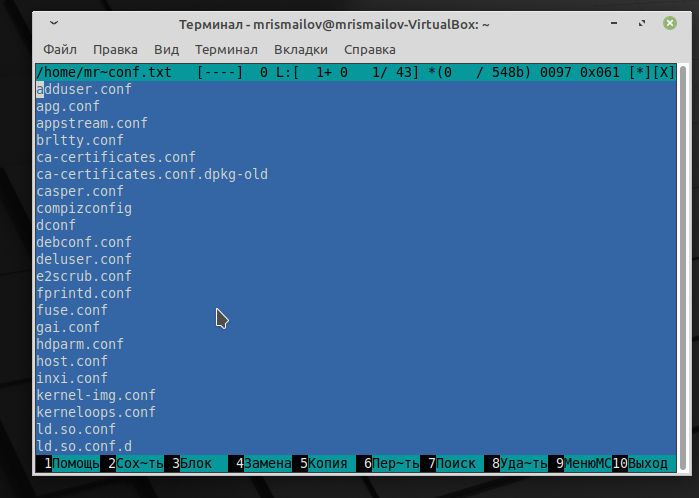 Терминал - mrismailov@mrismailov-VirtualBox: ~
Файл Правка Вид Терминал Вкладки Справка
/home/mr~conf.txt [----] 0 L:[ 1+ 0 1/ 43] *(0 / 548b) 0097 0x061 [*][X]
adduser.conf
apg.conf
appstream.conf
brltty.conf
ca-certificates.conf
ca-certificates.conf.dpkg-old
casper.conf
compizconfig
dconf
debconf.conf
deluser.conf
e2scrub.conf
fprintd.conf
fuse.conf
gai.conf
hdparm.conf
host.conf
inxi.conf
kernel-img.conf
kerneloops.conf
ld.so.conf
ld.so.conf.d
1Помощь 2Сох~ть 3Блок 4Замена 5Копия 6Пер~ть 7Поиск 8Уда~ть 9МенюMC 10Выход